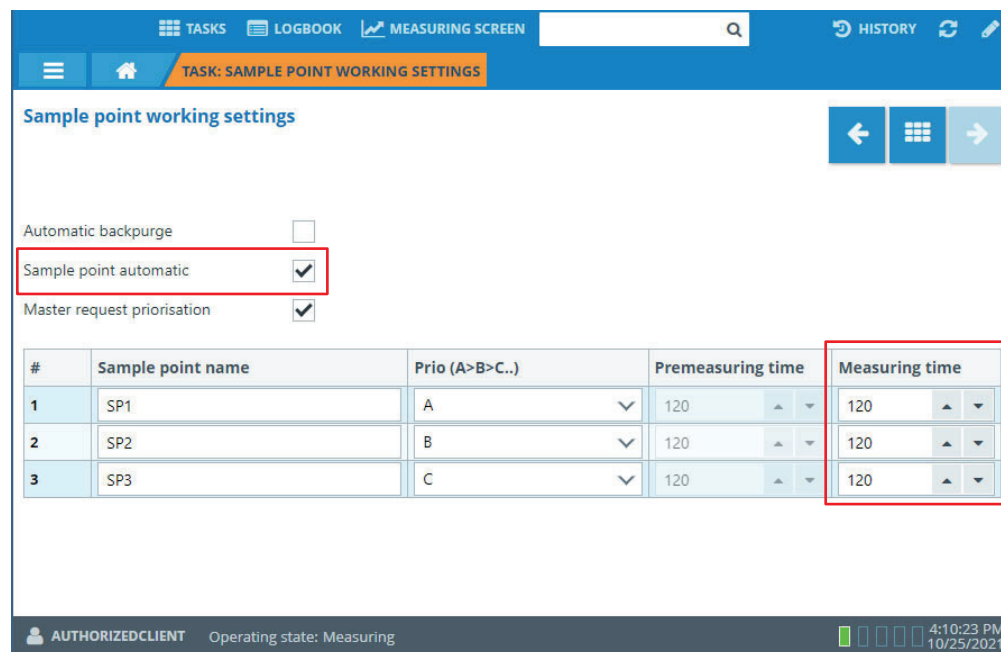 TASKS LOGBOOK MEASURING SCREEN HISTORY
TASK: SAMPLE POINT WORKING SETTINGS
Sample point working settings
Automatic backpurge
Sample point automatic
Master request priorisation
# Sample point name Prio (A>B>C..) Premeasuring time Measuring time
1 SP1 A 120 120
2 SP2 B 120 120
3 SP3 C 120 120
AUTHORIZEDCLIENT Operating state: Measuring 4:10:23 PM
10/25/2021